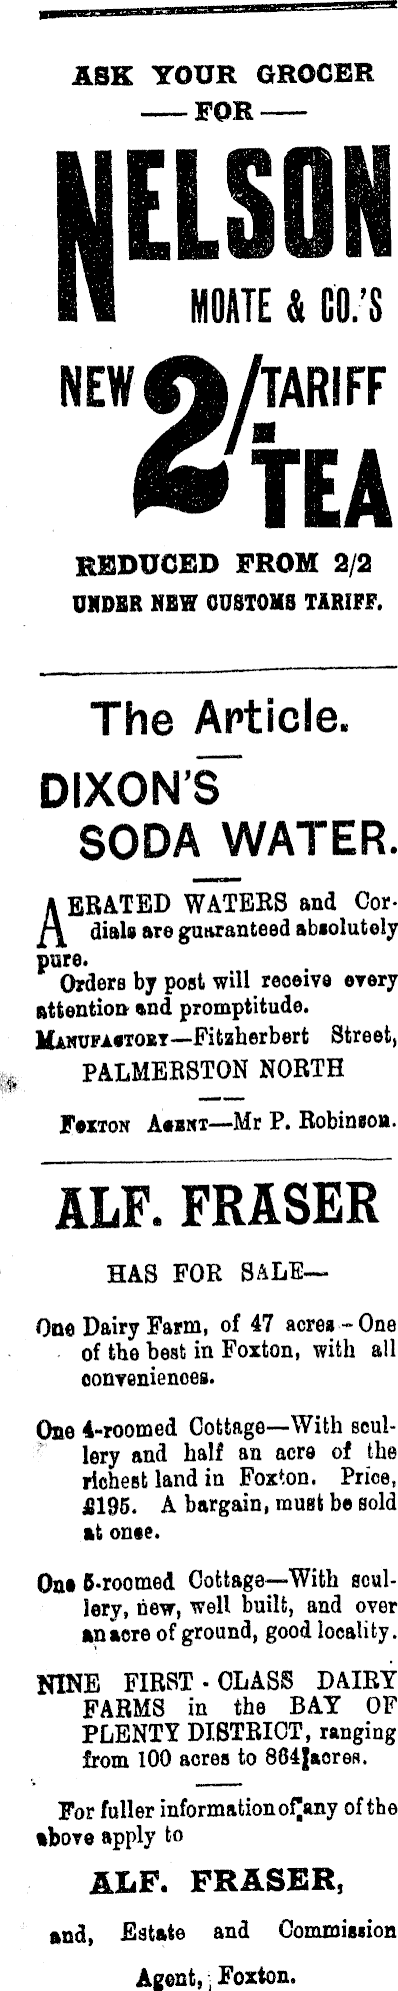 ASK YOUR GROCER
— FOR —
NELSON
MOATE & CO.'S
NEW 2/- TARIFF
TEA
REDUCED FROM 2/2
UNDER NEW CUSTOMS TARIFF.
The Article.
DIXON'S
SODA WATER.
AERATED WATERS and Cor-
dials are guaranteed absolutely
pure.
Orders by post will receive every
attention and promptitude.
MANUFACTORY—Fitzherbert Street,
PALMERSTON NORTH
FOXTON AGENT—Mr P. Robinson.
ALF. FRASER
HAS FOR SALE—
One Dairy Farm, of 47 acres - One
of the best in Foxton, with all
conveniences.
One 4-roomed Cottage—With scul-
lery and half an acre of the
richest land in Foxton. Price,
£195. A bargain, must be sold
at once.
One 5-roomed Cottage—With scul-
lery, new, well built, and over
an acre of ground, good locality.
NINE FIRST-CLASS DAIRY
FARMS in the BAY OF
PLENTY DISTRICT, ranging
from 100 acres to 864 acres.
For fuller information of any of the
above apply to
ALF. FRASER,
and, Estate and Commission
Agent, Foxton.